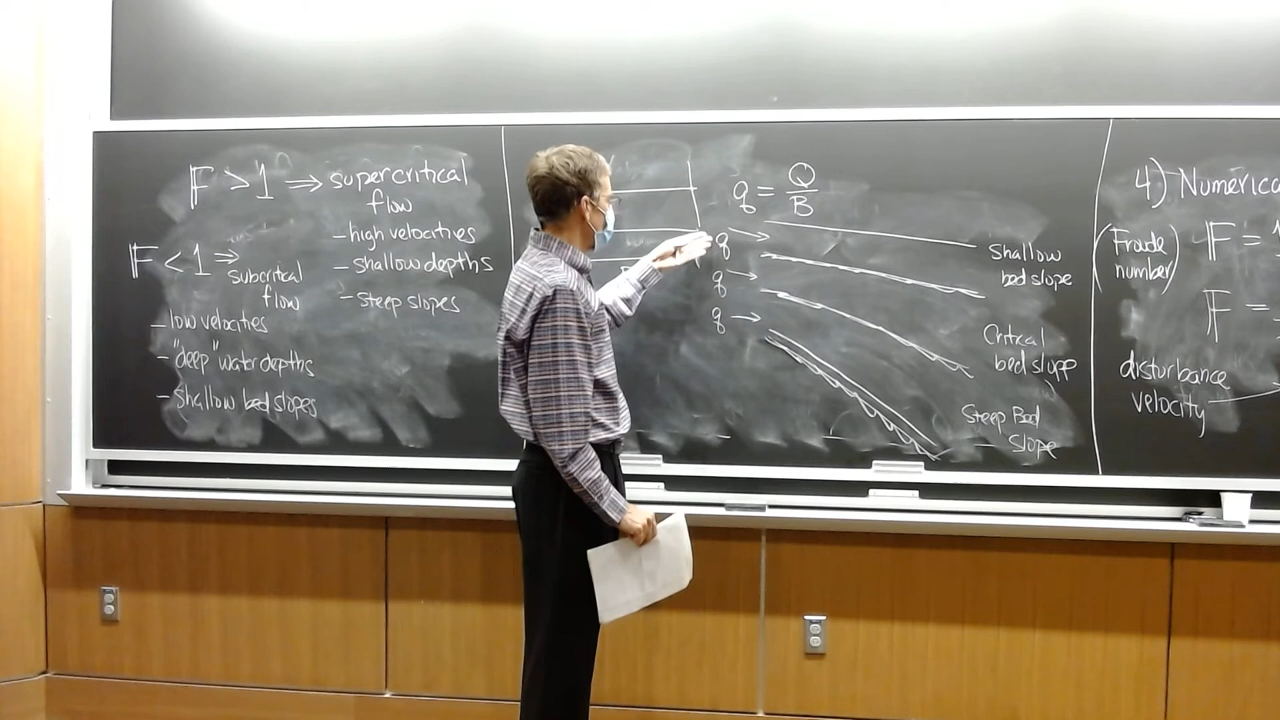 F > 1 ⇒ supercritical
flow
- high velocities
- shallow depths
- steep slopes
F < 1 ⇒
subcritical
flow
- low velocities
- "deep" water depths
- shallow bed slopes
q = Q
B
q →
q →
q →
Shallow
bed slope
Critical
bed slope
Steep Bed
Slope
4) Numerica
(Froude
number)
F =
F =
disturbance
velocity